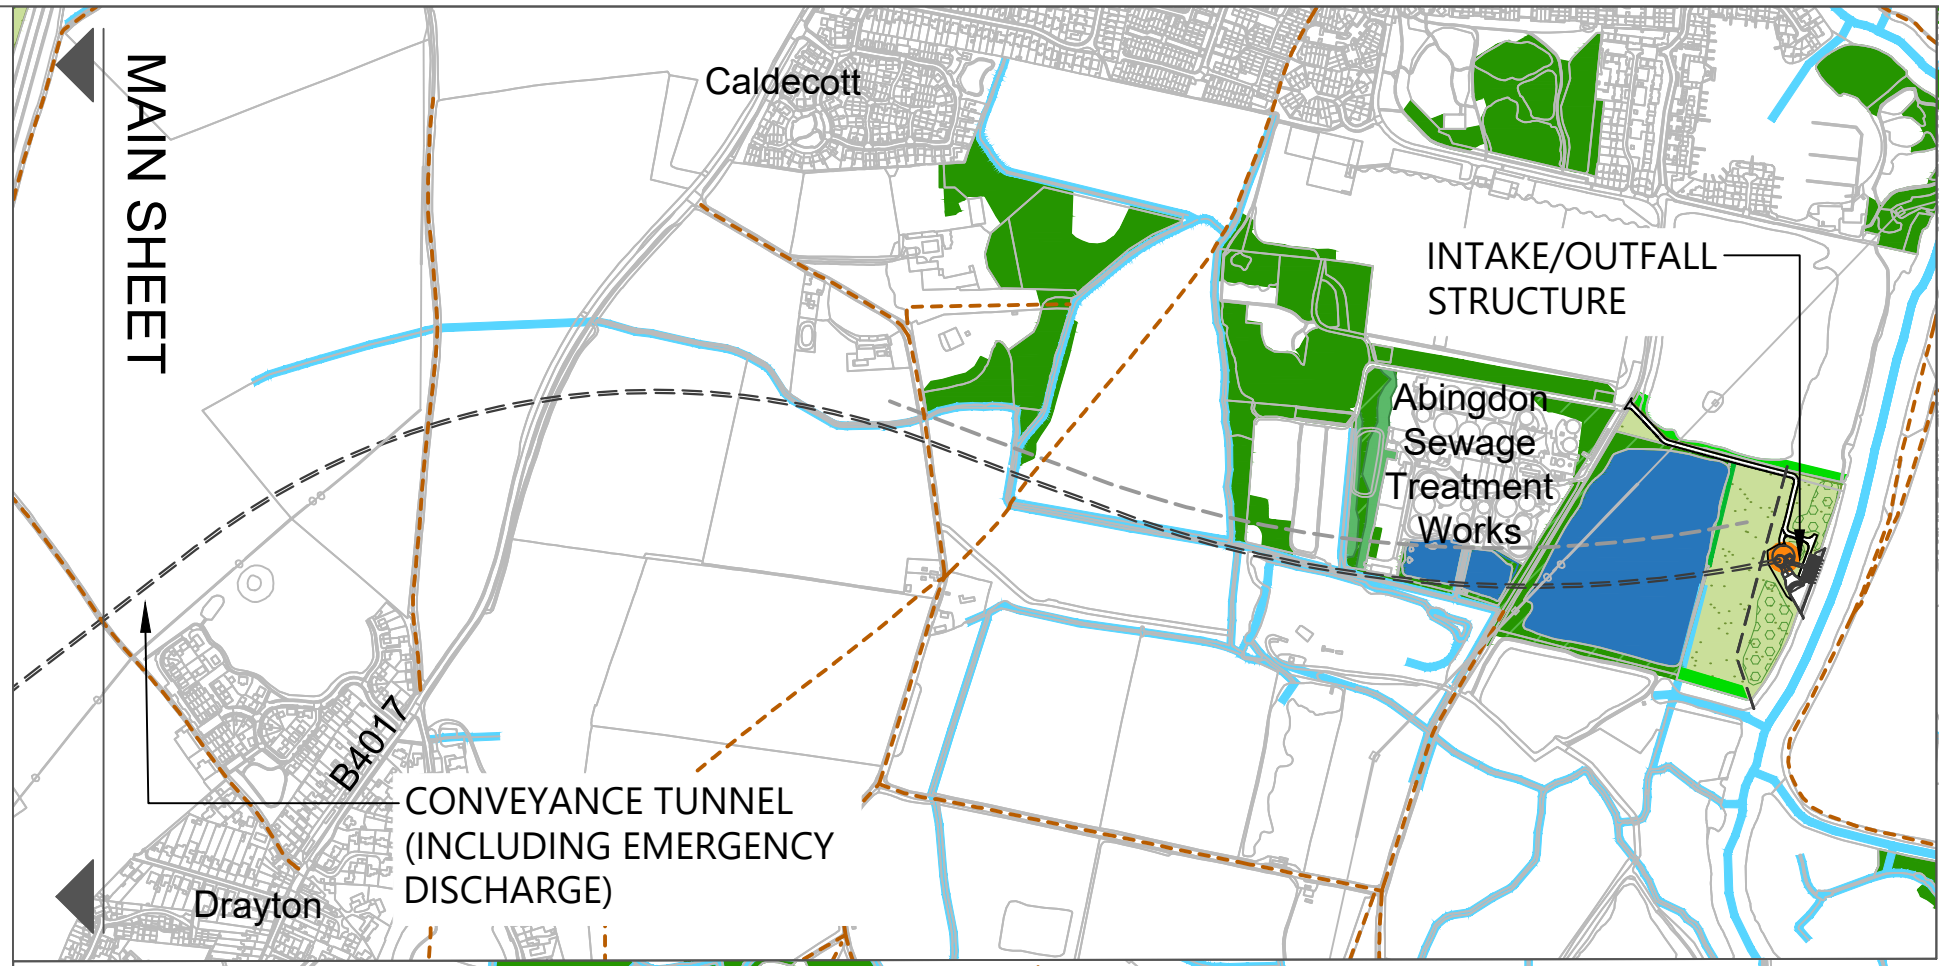 MAIN SHEET
Caldecott
INTAKE/OUTFALL
STRUCTURE
Abingdon
Sewage
Treatment
Works
B4017
CONVEYANCE TUNNEL
(INCLUDING EMERGENCY
DISCHARGE)
Drayton